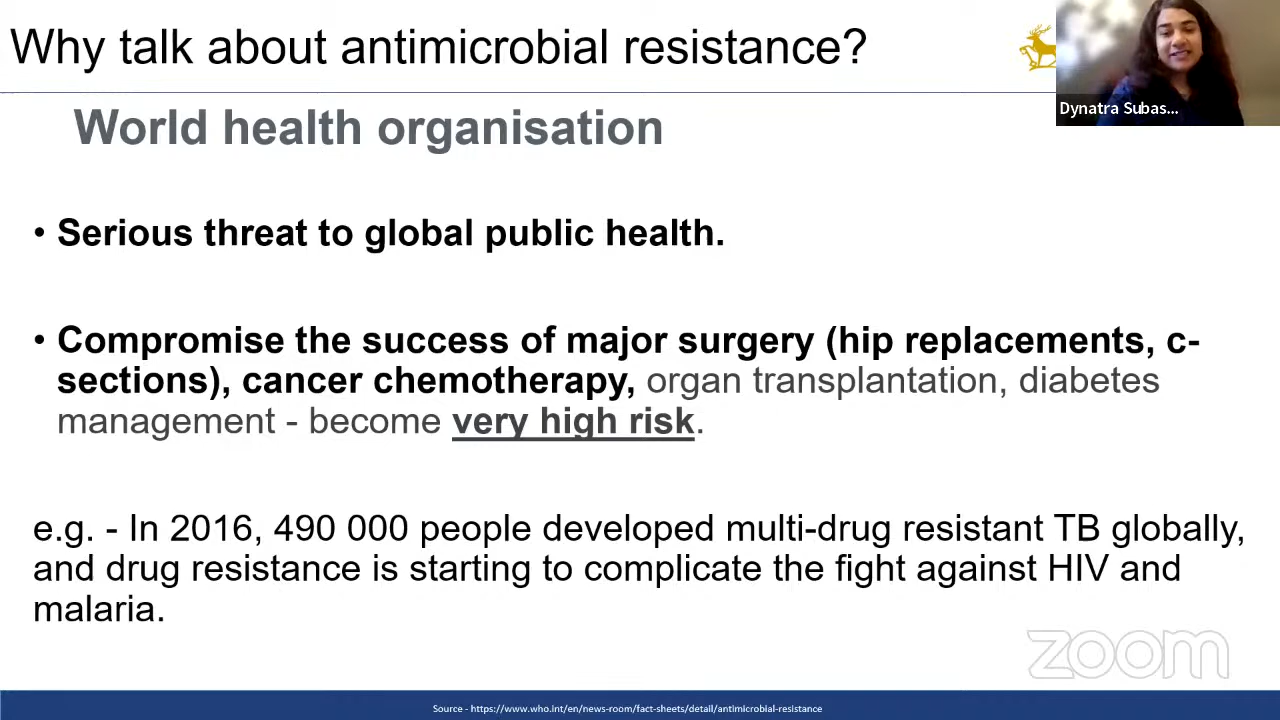 Why talk about antimicrobial resistance?
Dynatra Subas...
World health organisation
• Serious threat to global public health.
• Compromise the success of major surgery (hip replacements, c-
sections), cancer chemotherapy, organ transplantation, diabetes
management - become very high risk.
e.g. - In 2016, 490 000 people developed multi-drug resistant TB globally,
and drug resistance is starting to complicate the fight against HIV and
malaria.
zoom
Source - https://www.who.int/en/news-room/fact-sheets/detail/antimicrobial-resistance